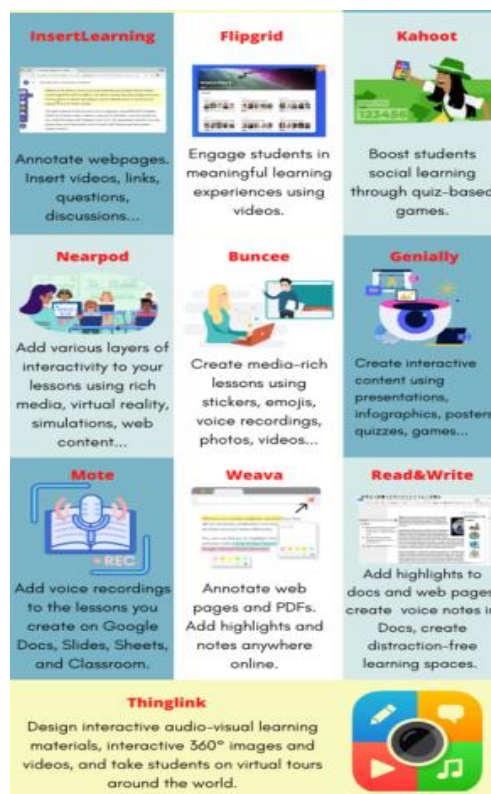 InsertLearning
Annotate webpages.
Insert videos, links,
questions,
discussions...
Flipgrid
Engage students in
meaningful learning
experiences using
videos.
Kahoot
123456
Boost students
social learning
through quiz-based
games.
Nearpod
Add various layers of
interactivity to your
lessons using rich
media, virtual reality,
simulations, web
content...
Buncee
Create media-rich
lessons using
stickers, emojis,
voice recordings,
photos, videos...
Genially
Create interactive
content using
presentations,
infographics, posters
quizzes, games...
Mote
REC
Add voice recordings
to the lessons you
create on Google
Docs, Slides, Sheets,
and Classroom.
Weava
Annotate web
pages and PDFs.
Add highlights and
notes anywhere
online.
Read&Write
Add highlights to
docs and web pages
create voice notes in
Docs, create
distraction-free
learning spaces.
Thinglink
Design interactive audio-visual learning
materials, interactive 360° images and
videos, and take students on virtual tours
around the world.